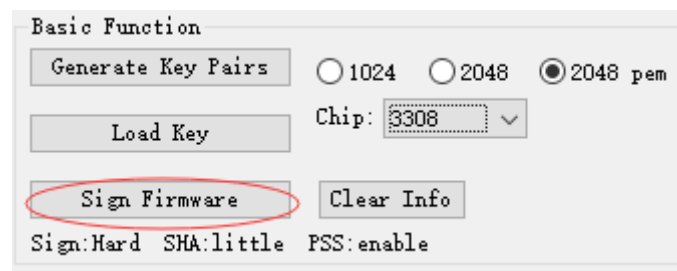 Basic Function
Generate Key Pairs 1024 2048 2048 pem
Load Key Chip: 3308
Sign Firmware Clear Info
Sign:Hard SHA:little PSS:enable